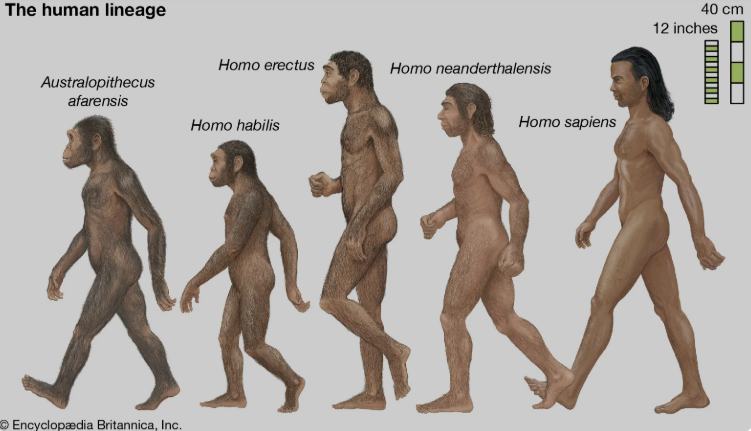 The human lineage
40 cm
12 inches
Australopithecus
afarensis
Homo habilis
Homo erectus
Homo neanderthalensis
Homo sapiens
© Encyclopædia Britannica, Inc.